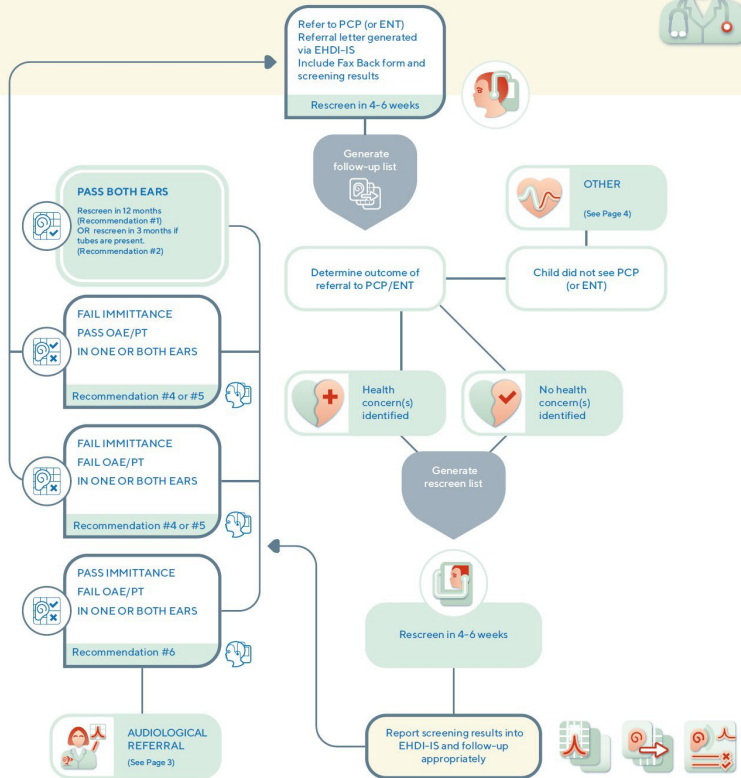 Refer to PCP (or ENT)
Referral letter generated
via EHDI-IS
Include Fax Back form and
screening results
Rescreen in 4-6 weeks
Generate
follow-up list
PASS BOTH EARS
Rescreen in 12 months
(Recommendation #1)
OR rescreen in 3 months if
tubes are present.
(Recommendation #2)
OTHER
(See Page 4)
Determine outcome of
referral to PCP/ENT
Child did not see PCP
(or ENT)
FAIL IMMITTANCE
PASS OAE/PT
IN ONE OR BOTH EARS
Recommendation #4 or #5
Health
concern(s)
identified
No health
concern(s)
identified
FAIL IMMITTANCE
FAIL OAE/PT
IN ONE OR BOTH EARS
Recommendation #4 or #5
Generate
rescreen list
PASS IMMITTANCE
FAIL OAE/PT
IN ONE OR BOTH EARS
Recommendation #6
Rescreen in 4-6 weeks
AUDIOLOGICAL
REFERRAL
(See Page 3)
Report screening results into
EHDI-IS and follow-up
appropriately